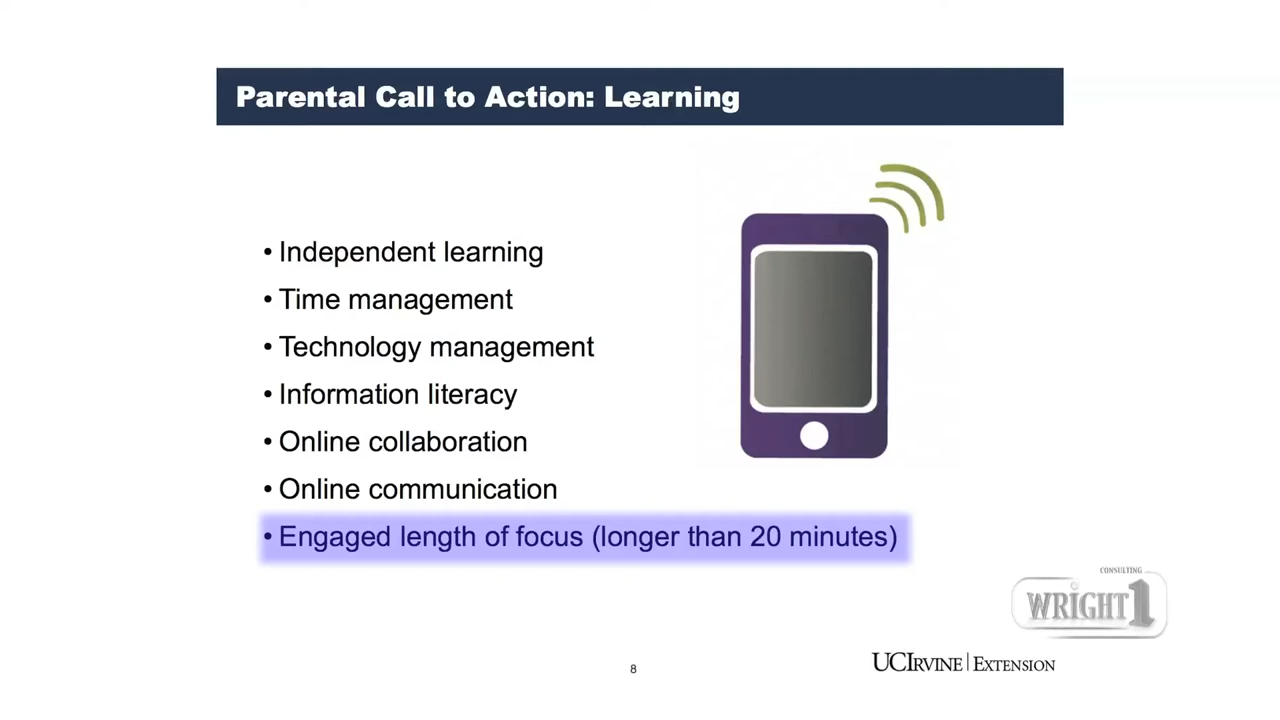 Parental Call to Action: Learning
• Independent learning
• Time management
• Technology management
• Information literacy
• Online collaboration
• Online communication
• Engaged length of focus (longer than 20 minutes)
CONSULTING
WRiGHT1
8
UCIRVINE | EXTENSION